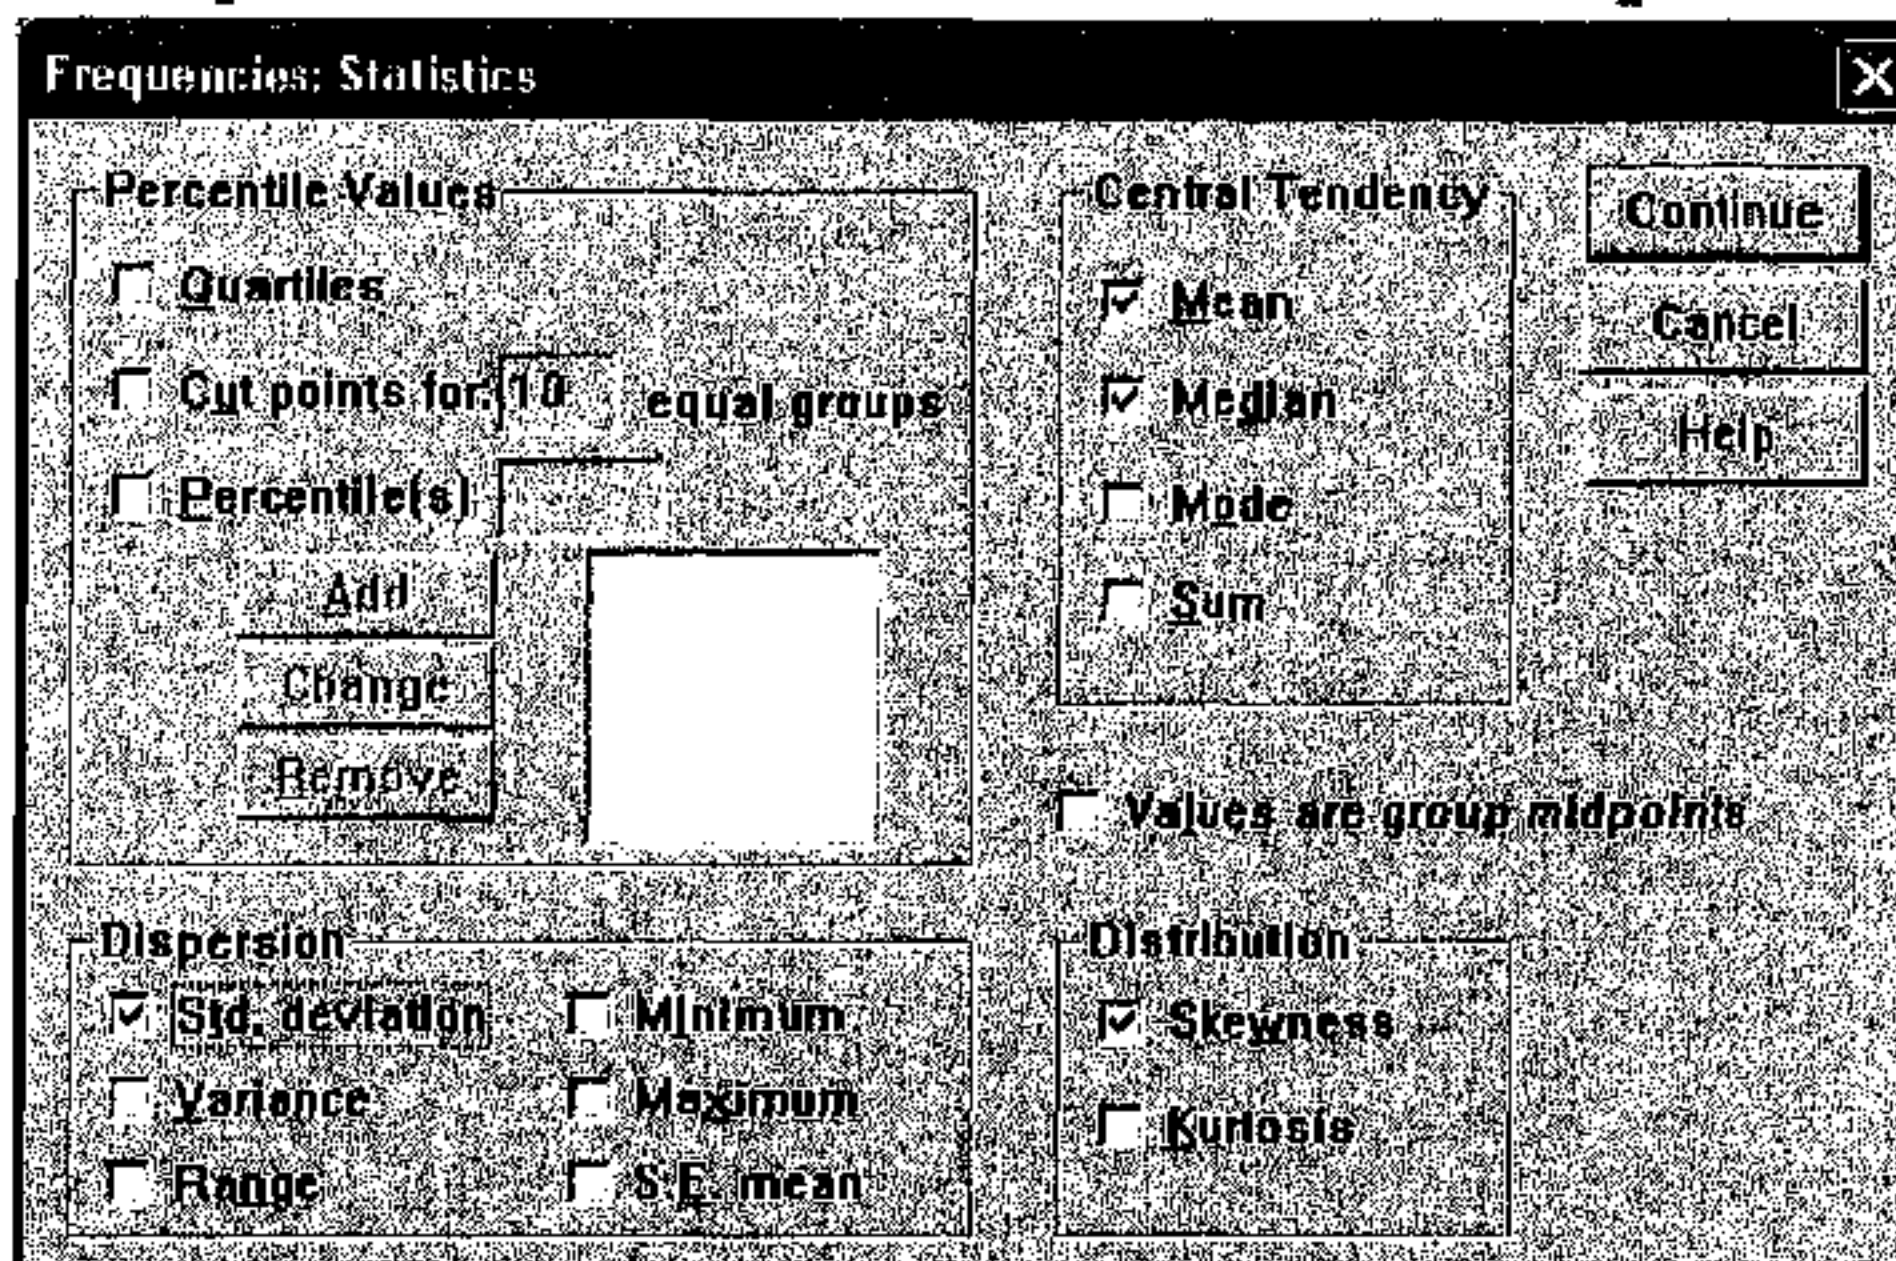 Frequencies: Statistics
Percentile Values
Quartiles
Cut points for: 10 equal groups
Percentile(s)
Add
Change
Remove
Central Tendency
Mean
Median
Mode
Sum
Continue
Cancel
Help
Values are group midpoints
Dispersion
Std. deviation
Minimum
Variance
Maximum
Range
S.E. mean
Distribution
Skewness
Kurtosis